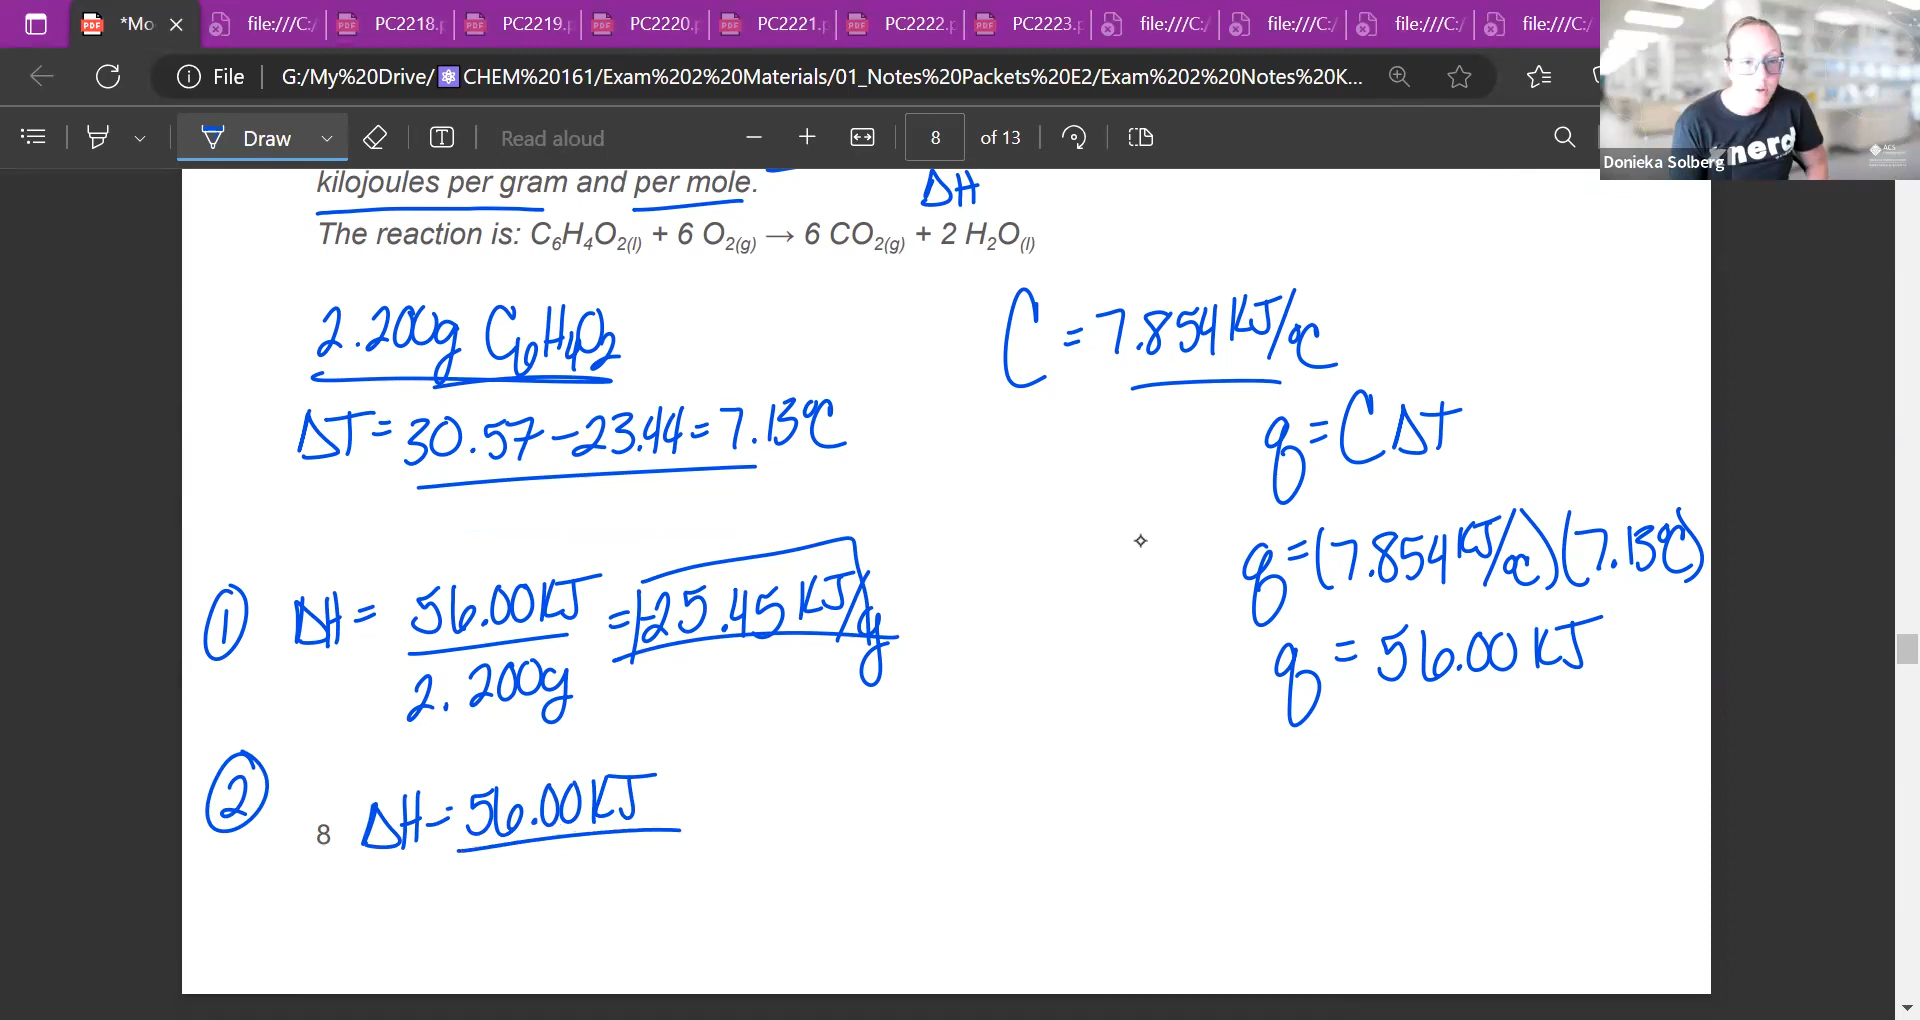 *Mo file:///C:/ PC2218.p PC2219.p PC2220.p PC2221. PC2222.p PC2223.p file:///C:/ file:///C:/ file:///C:/ file:///C:/
File G:/My%20Drive/ CHEM%20161/Exam%202%20Materials/01_Notes%20Packets%20E2/Exam%202%20Notes%20K...
Draw Read aloud 8 of 13
nerd
ACS
Donieka Solberg
kilojoules per gram and per mole.
ΔH
The reaction is: C₆H₄O₂₍ₗ₎ + 6 O₂(g) → 6 CO₂(g) + 2 H₂O₍ₗ₎
2.200g C₆H₄O₂
C = 7.854 KJ/°C
ΔT = 30.57 - 23.44 = 7.13°C
q = CΔT
q = (7.854 KJ/°C)(7.13°C)
① ΔH = 56.00KJ / 2.200g = -25.45 KJ/g
q = 56.00 KJ
② ΔH = 56.00KJ
8